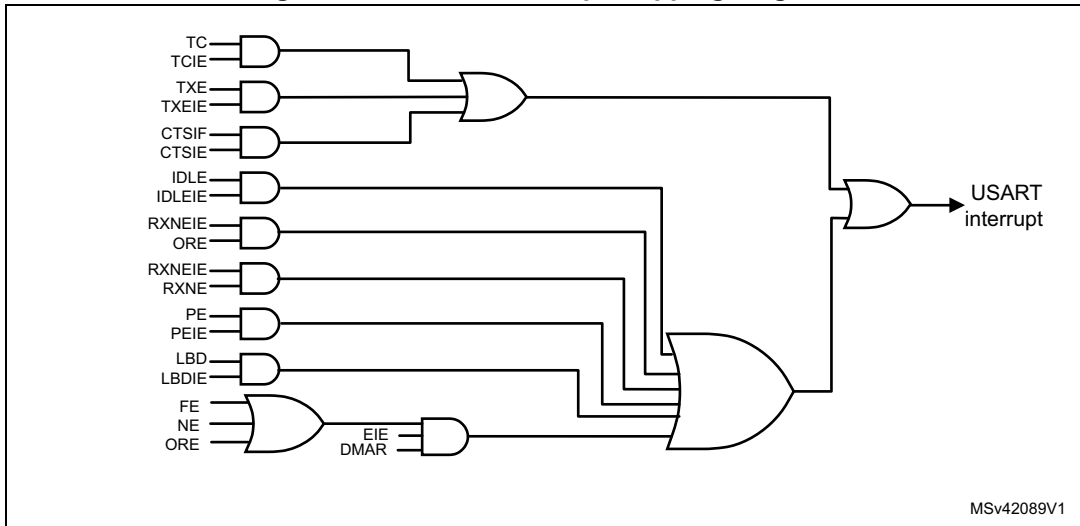 TC
TCIE
TXE
TXEIE
CTSIF
CTSIE
IDLE
IDLEIE
RXNEIE
ORE
RXNEIE
RXNE
PE
PEIE
LBD
LBDIE
FE
NE
ORE
EIE
DMAR
USART
interrupt
MSv42089V1